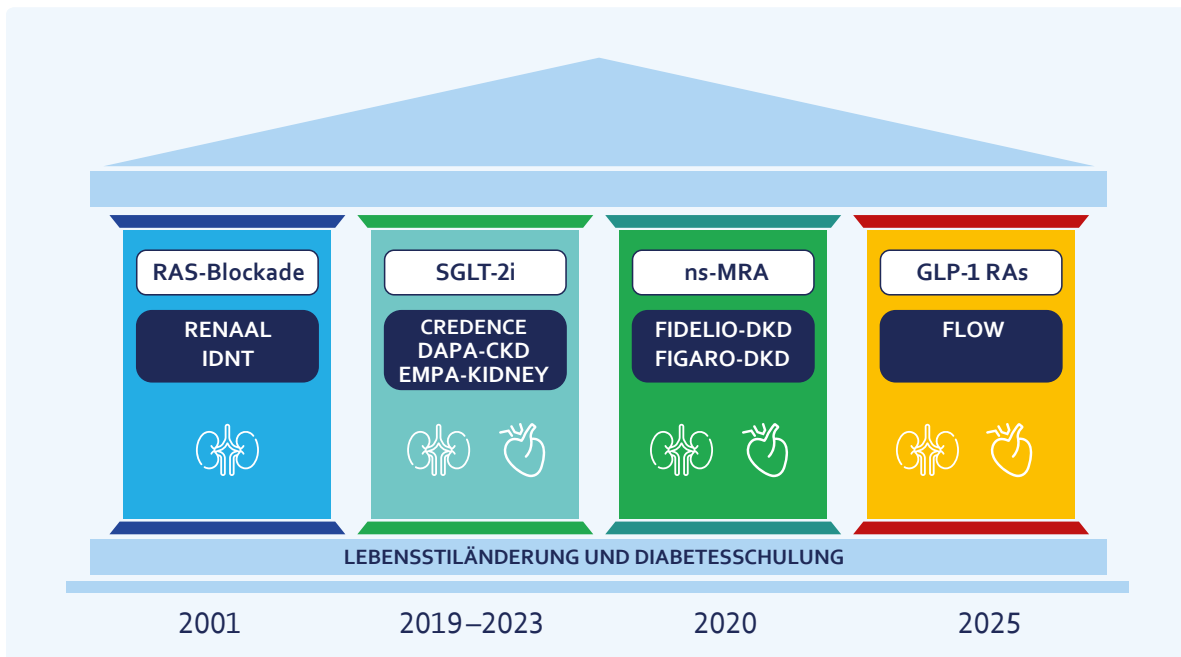 RAS-Blockade
RENAAL
IDNT
SGLT-2i
CREDENCE
DAPA-CKD
EMPA-KIDNEY
ns-MRA
FIDELIO-DKD
FIGARO-DKD
GLP-1 RAs
FLOW
LEBENSSTILÄNDERUNG UND DIABETESSCHULUNG
2001
2019–2023
2020
2025